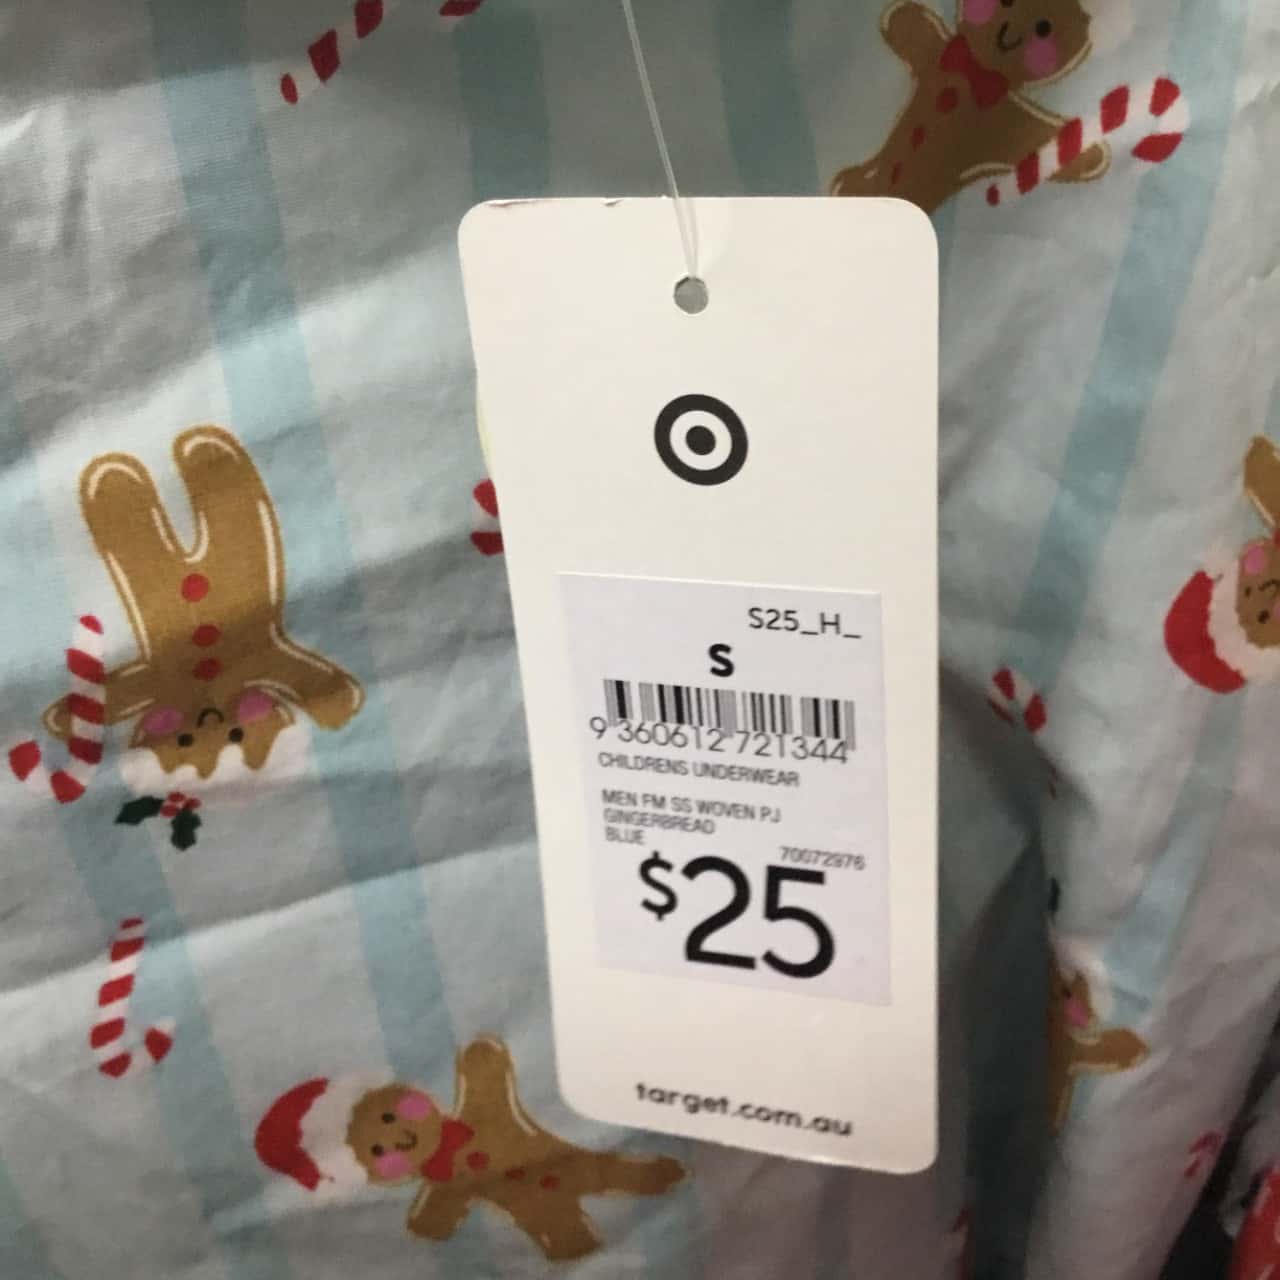 S25_H_
S
9 360612 721344
CHILDRENS UNDERWEAR
MEN FM SS WOVEN PJ
GINGERBREAD
BLUE
70072976
$25
target.com.au